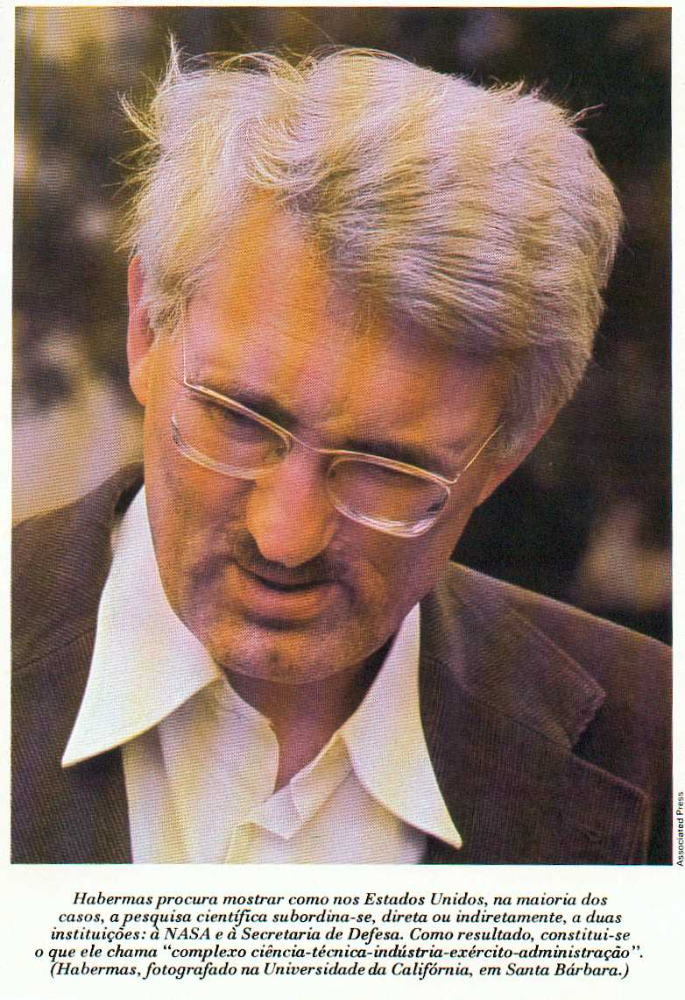 Associated Press
Habermas procura mostrar como nos Estados Unidos, na maioria dos
casos, a pesquisa científica subordina-se, direta ou indiretamente, a duas
instituições: à NASA e à Secretaria de Defesa. Como resultado, constitui-se
o que ele chama “complexo ciência-técnica-indústria-exército-administração”.
(Habermas, fotografado na Universidade da Califórnia, em Santa Bárbara.)